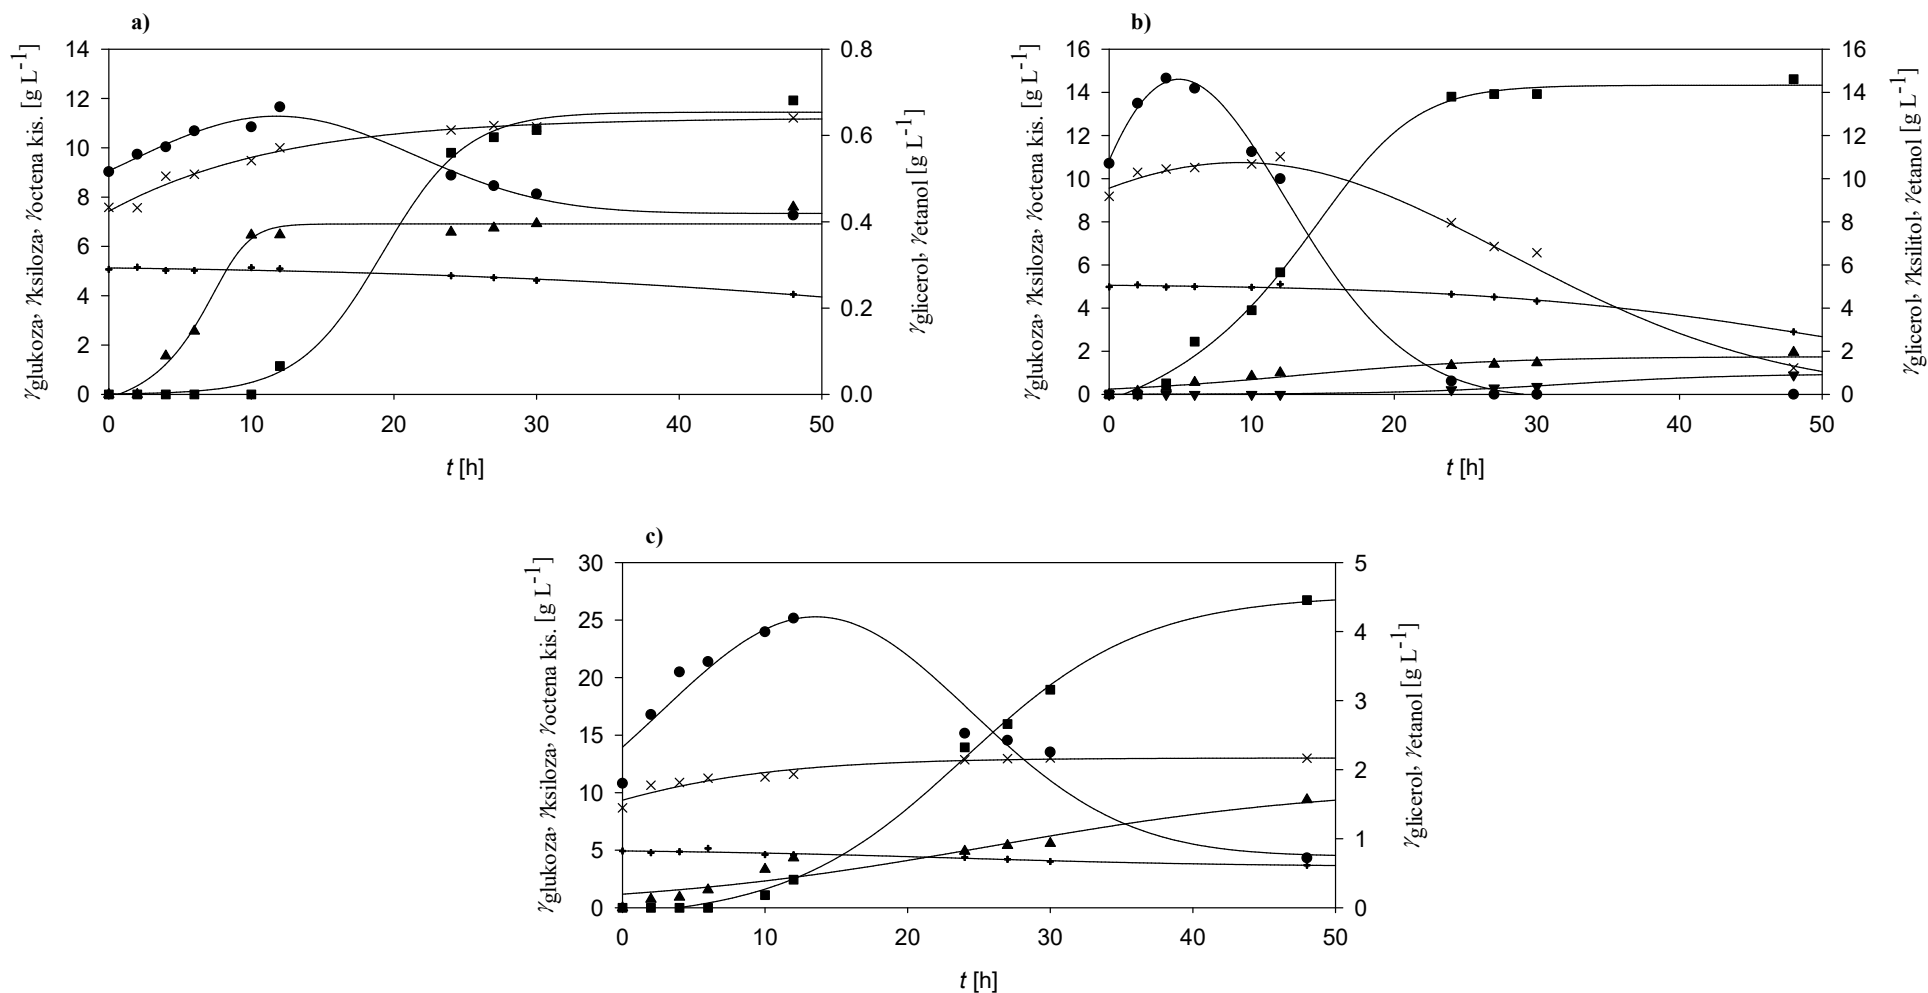 a)
γglukoza, γksiloza, γoctena kis. [g L-1]
14
12
10
8
6
4
2
0
0.8
0.6
0.4
0.2
0.0
γglicerol, γetanol [g L-1]
0 10 20 30 40 50
t [h]
b)
γglukoza, γksiloza, γoctena kis. [g L-1]
16
14
12
10
8
6
4
2
0
16
14
12
10
8
6
4
2
0
γglicerol, γksilitol, γetanol [g L-1]
0 10 20 30 40 50
t [h]
c)
γglukoza, γksiloza, γoctena kis. [g L-1]
30
25
20
15
10
5
0
5
4
3
2
1
0
γglicerol, γetanol [g L-1]
0 10 20 30 40 50
t [h]